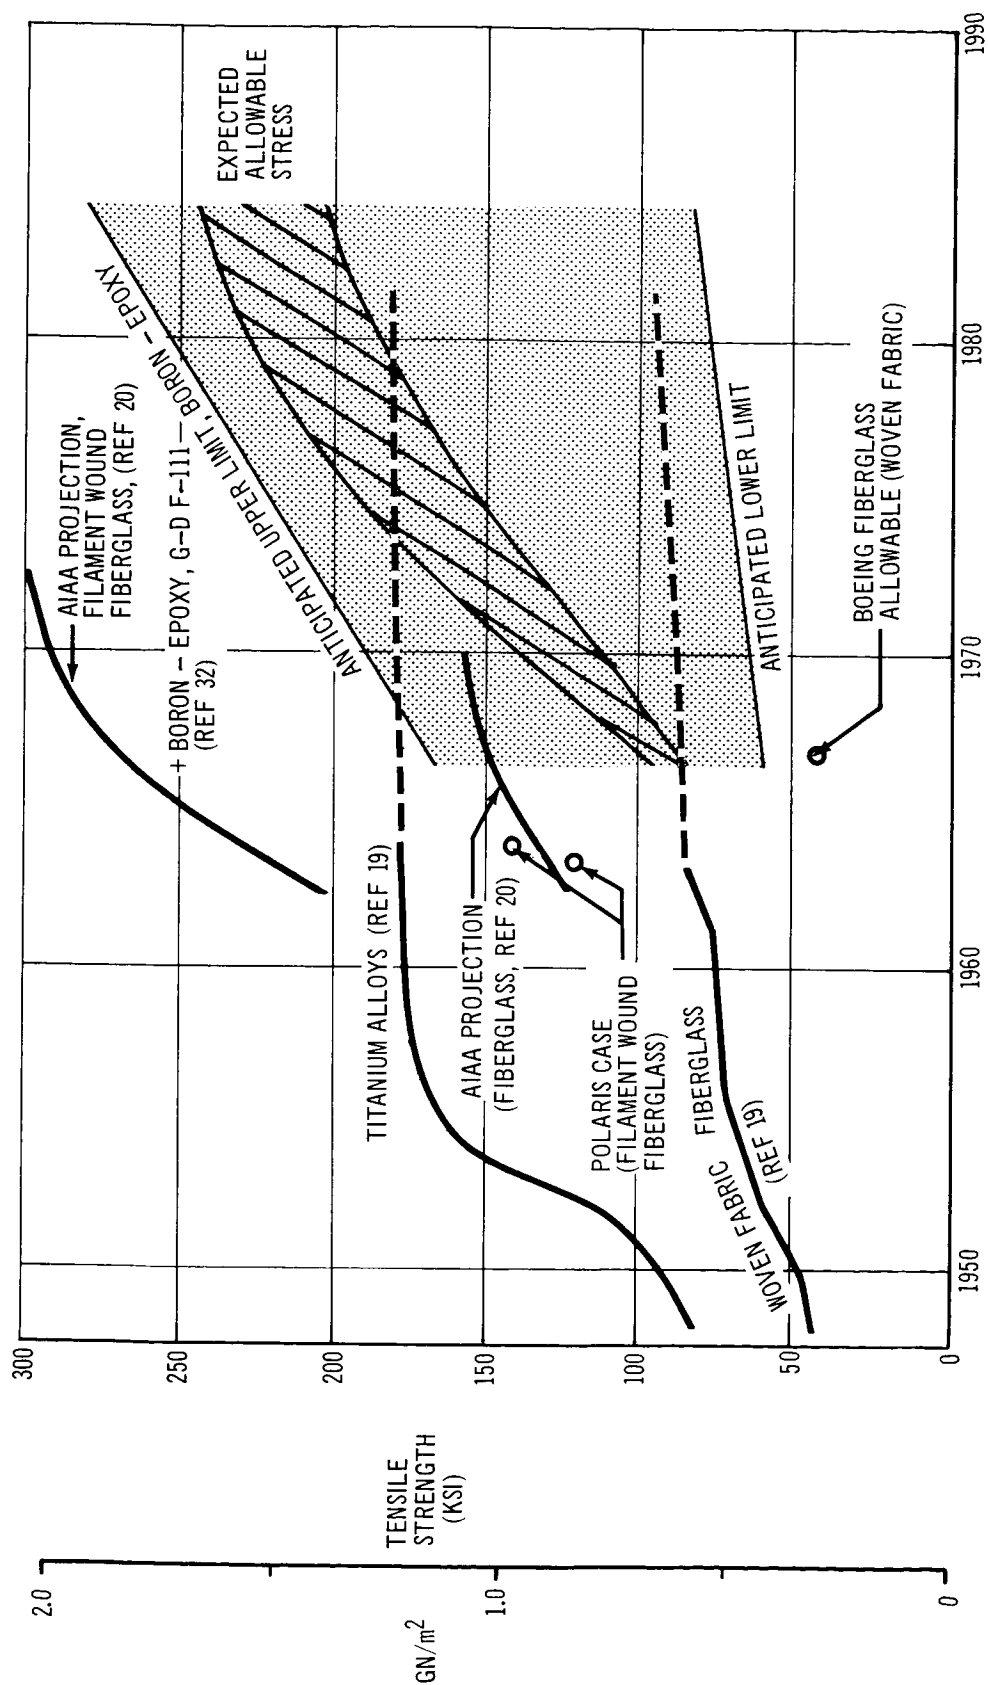 AIAA PROJECTION,
FILAMENT WOUND
FIBERGLASS, (REF 20)
+ BORON - EPOXY, G-D F-111
(REF 32)
ANTICIPATED UPPER LIMIT, BORON - EPOXY
EXPECTED
ALLOWABLE
STRESS
TITANIUM ALLOYS (REF 19)
AIAA PROJECTION
(FIBERGLASS, REF 20)
POLARIS CASE
(FILAMENT WOUND
FIBERGLASS)
WOVEN FABRIC FIBERGLASS
(REF 19)
ANTICIPATED LOWER LIMIT
BOEING FIBERGLASS
ALLOWABLE (WOVEN FABRIC)
300
250
200
150
100
50
0
TENSILE
STRENGTH
(KSI)
2.0
1.0
0
GN/m²
1950
1960
1970
1980
1990